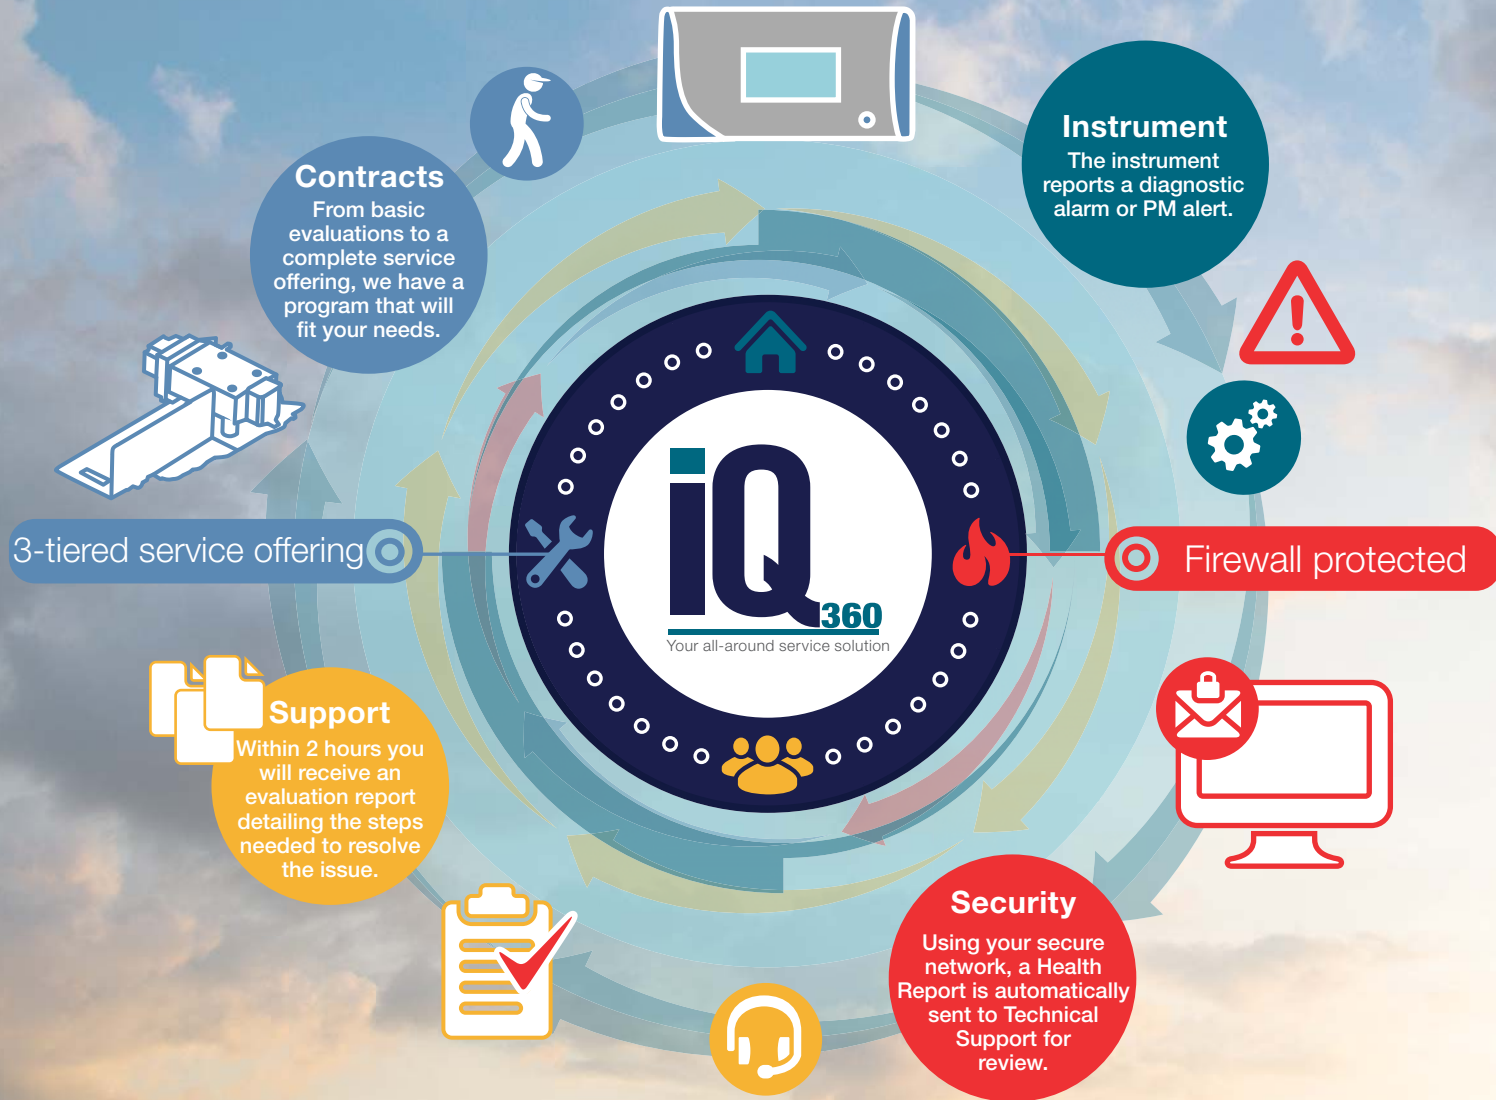 Contracts
From basic
evaluations to a
complete service
offering, we have a
program that will
fit your needs.
Instrument
The instrument
reports a diagnostic
alarm or PM alert.
3-tiered service offering
iQ
360
Your all-around service solution
Firewall protected
Support
Within 2 hours you
will receive an
evaluation report
detailing the steps
needed to resolve
the issue.
Security
Using your secure
network, a Health
Report is automatically
sent to Technical
Support for
review.